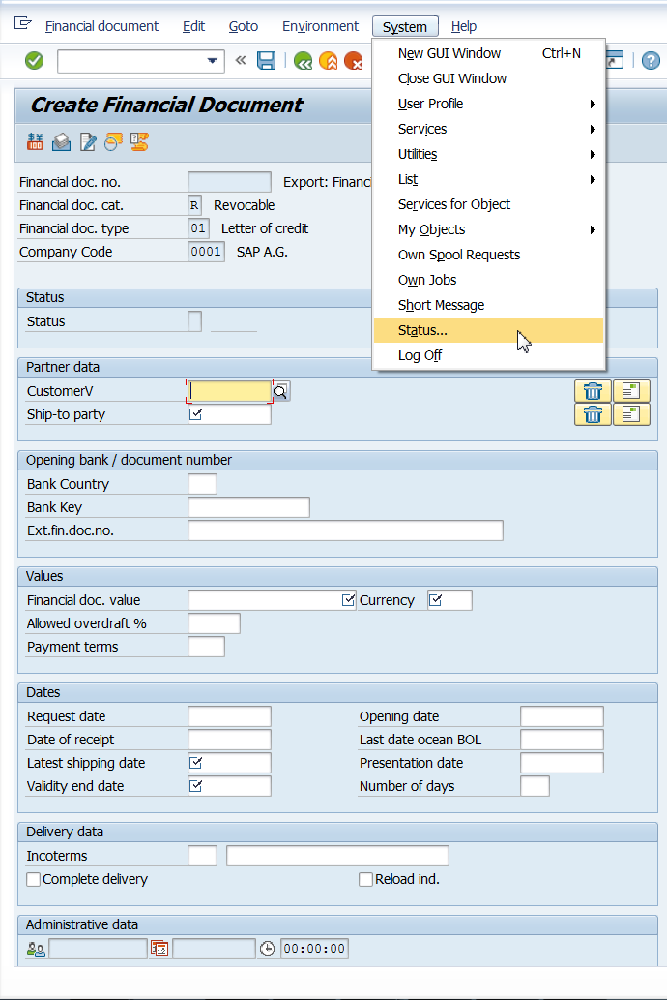 Financial document Edit Goto Environment System Help
New GUI Window Ctrl+N
Close GUI Window
User Profile
Services
Utilities
List
Services for Object
My Objects
Own Spool Requests
Own Jobs
Short Message
Status...
Log Off
Create Financial Document
Financial doc. no. Export: Financ
Financial doc. cat. R Revocable
Financial doc. type 01 Letter of credit
Company Code 0001 SAP A.G.
Status
Status
Partner data
CustomerV
Ship-to party
Opening bank / document number
Bank Country
Bank Key
Ext.fin.doc.no.
Values
Financial doc. value Currency
Allowed overdraft %
Payment terms
Dates
Request date Opening date
Date of receipt Last date ocean BOL
Latest shipping date Presentation date
Validity end date Number of days
Delivery data
Incoterms
Complete delivery Reload ind.
Administrative data
00:00:00